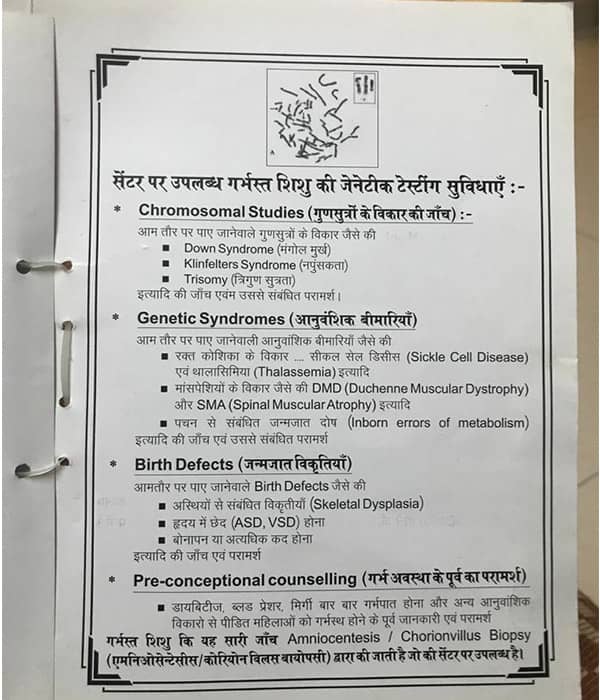 सेंटर पर उपलब्ध गर्भस्त शिशु की जेनेटीक टेस्टींग सुविधाएँ :-
* Chromosomal Studies (गुणसुत्रों के विकार की जाँच) :-
आम तौर पर पाए जानेवाले गुणसुत्रों के विकार जैसे की
■ Down Syndrome (मंगोल मुर्ख)
■ Klinfelters Syndrome (नपुंसकता)
■ Trisomy (त्रिगुण सुत्रता)
इत्यादि की जाँच एवंम उससे संबंधित परामर्श।
* Genetic Syndromes (आनुवंशिक बीमारियाँ)
आम तौर पर पाए जानेवाली आनुवांशिक बीमारियाँ जैसे की
■ रक्त कोशिका के विकार .... सीकल सेल डिसीस (Sickle Cell Disease)
एवं थालासिमिया (Thalassemia) इत्यादि
■ मांसपेशियों के विकार जैसे की DMD (Duchenne Muscular Dystrophy)
और SMA (Spinal Muscular Atrophy) इत्यादि
■ पचन से संबंधित जन्मजात दोष (Inborn errors of metabolism)
इत्यादि की जाँच एवं उससे संबंधित परामर्श
* Birth Defects (जन्मजात विकृतियाँ)
आमतौर पर पाए जानेवाले Birth Defects जैसे की
■ अस्थियों से संबंधित विकृतीयाँ (Skeletal Dysplasia)
■ हृदय में छेद (ASD, VSD) होना
■ बोनापन या अत्यधिक कद होना
इत्यादि की जाँच एवं परामर्श
* Pre-conceptional counselling (गर्भ अवस्था के पूर्व का परामर्श)
■ डायबिटीज, ब्लड प्रेशर, मिर्गी बार बार गर्भपात होना और अन्य आनुवांशिक
विकारो से पीडित महिलाओं को गर्भस्थ होने के पूर्व जानकारी एवं परामर्श
गर्भस्त शिशु कि यह सारी जाँच Amniocentesis / Chorionvillus Biopsy
(एमनिओसेन्टेसीस/कोरियोन विलस बायोपसी) द्वारा की जाती है जो की सेंटर पर उपलब्ध है।